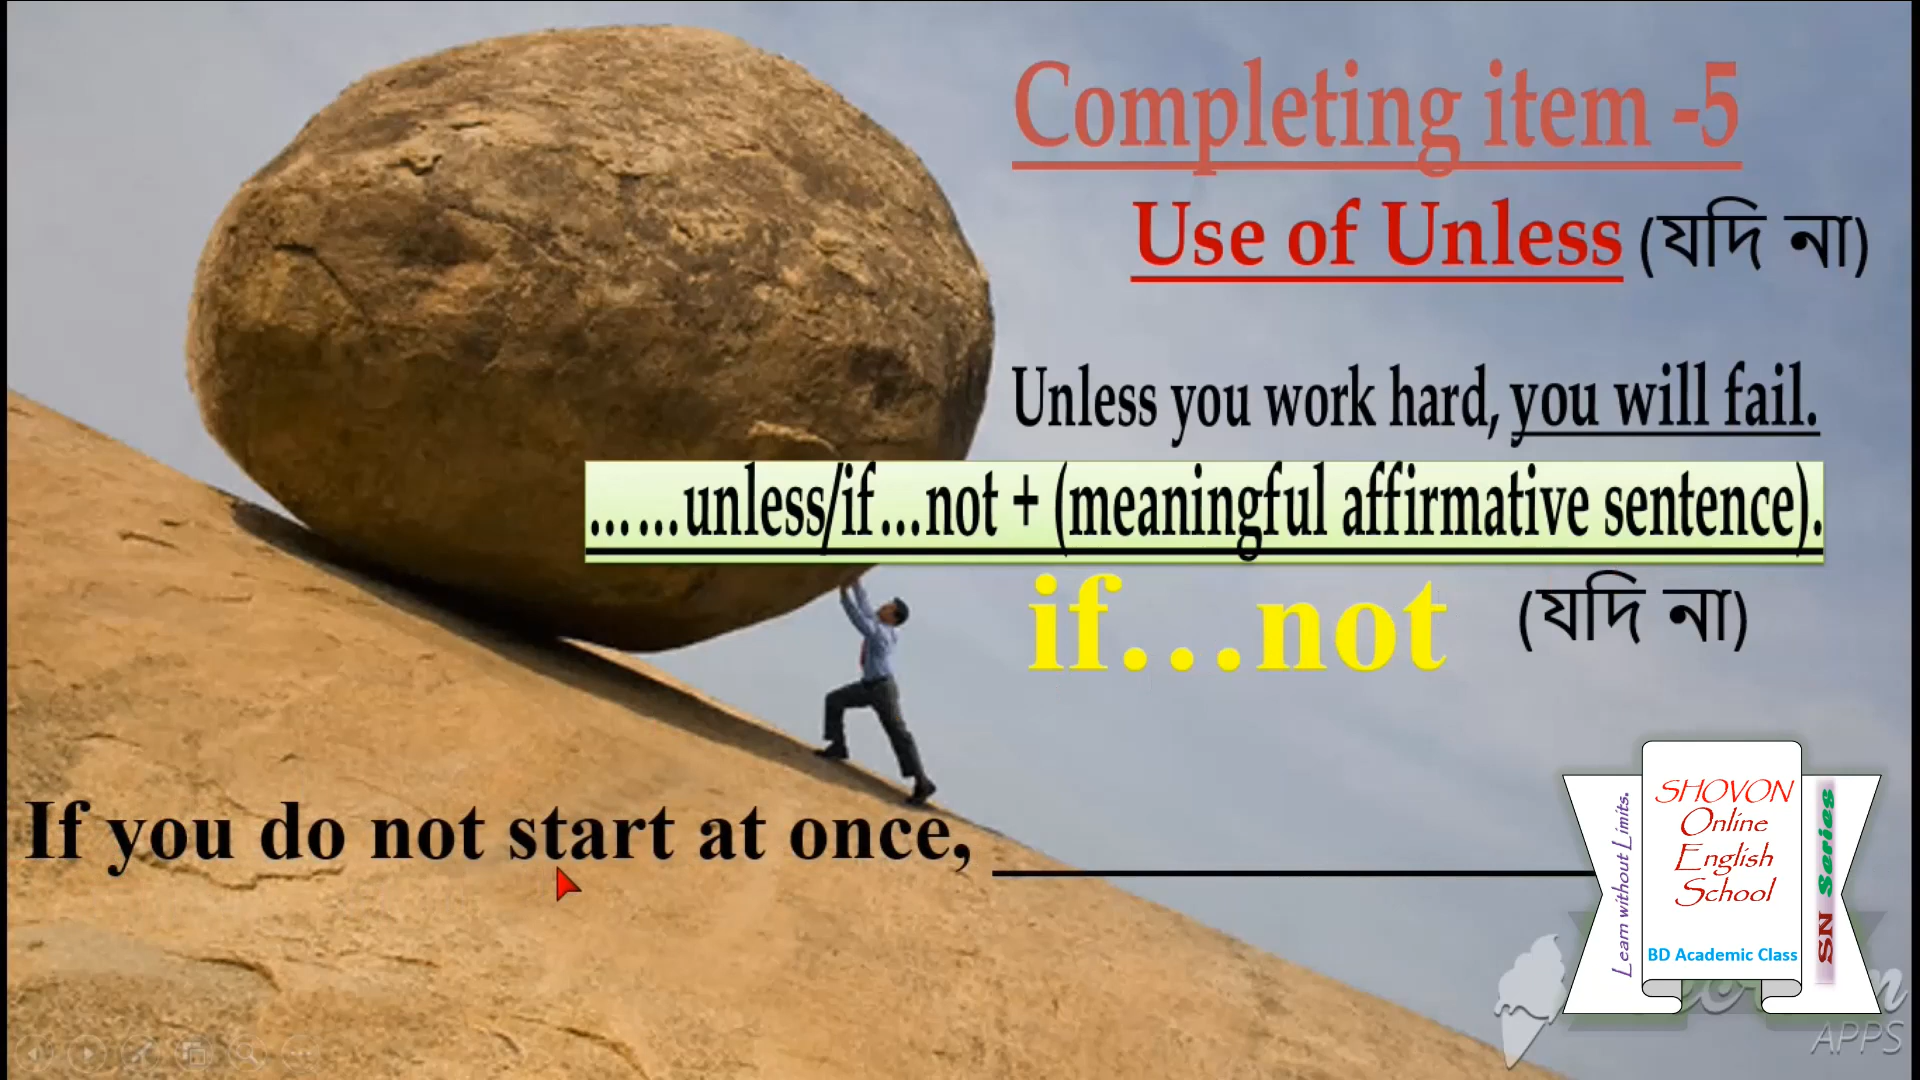 Completing item -5
Use of Unless (যদি না)
Unless you work hard, you will fail.
……unless/if…not + (meaningful affirmative sentence).
if…not (যদি না)
If you do not start at once,
Learn without Limits.
SHOVON
Online
English
School
BD Academic Class
SN Series
APPS